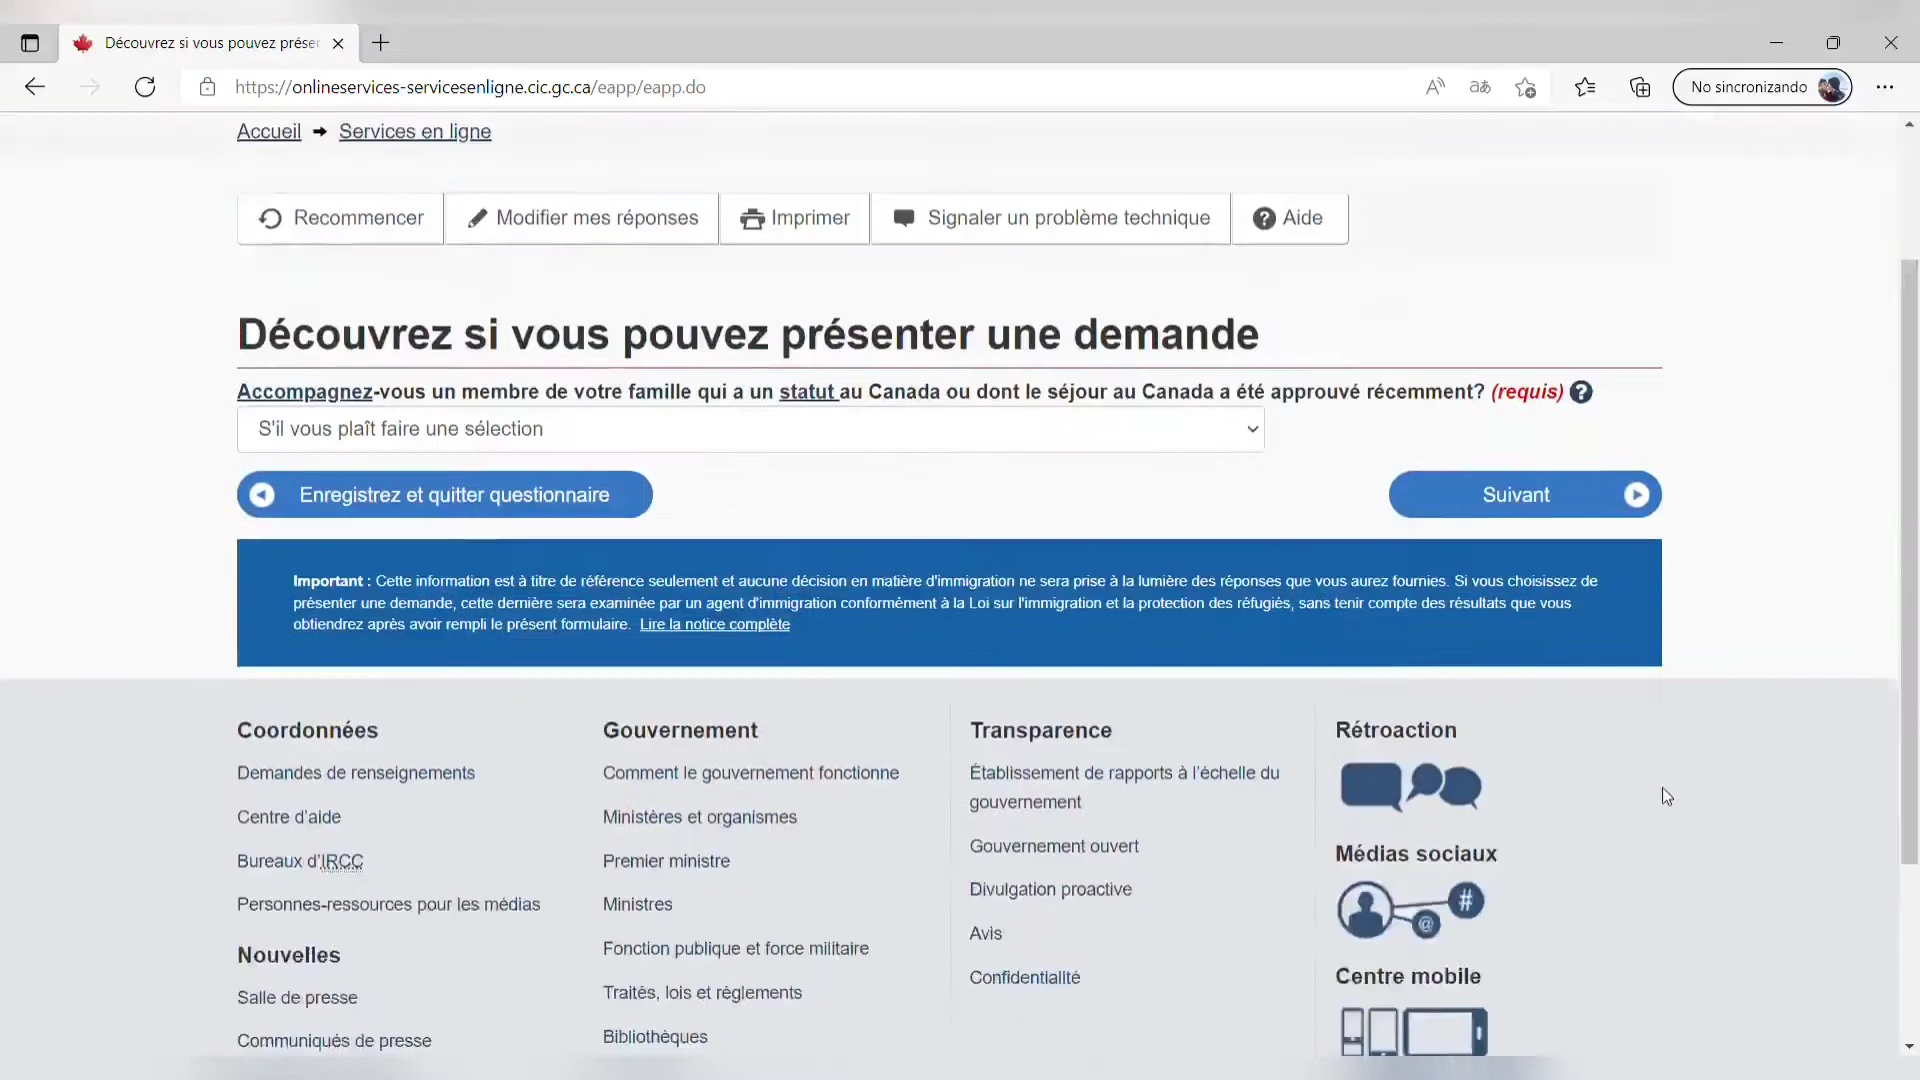 Découvrez si vous pouvez préser
https://onlineservices-servicesenligne.cic.gc.ca/eapp/eapp.do
No sincronizando
Accueil → Services en ligne
Recommencer
Modifier mes réponses
Imprimer
Signaler un problème technique
Aide
Découvrez si vous pouvez présenter une demande
Accompagnez-vous un membre de votre famille qui a un statut au Canada ou dont le séjour au Canada a été approuvé récemment? (requis)
S'il vous plaît faire une sélection
Enregistrez et quitter questionnaire
Suivant
Important : Cette information est à titre de référence seulement et aucune décision en matière d'immigration ne sera prise à la lumière des réponses que vous aurez fournies. Si vous choisissez de
présenter une demande, cette dernière sera examinée par un agent d'immigration conformément à la Loi sur l'immigration et la protection des réfugiés, sans tenir compte des résultats que vous
obtiendrez après avoir rempli le présent formulaire. Lire la notice complète
Coordonnées
Demandes de renseignements
Centre d'aide
Bureaux d'IRCC
Personnes-ressources pour les médias
Nouvelles
Salle de presse
Communiqués de presse
Gouvernement
Comment le gouvernement fonctionne
Ministères et organismes
Premier ministre
Ministres
Fonction publique et force militaire
Traités, lois et règlements
Bibliothèques
Transparence
Établissement de rapports à l'échelle du
gouvernement
Gouvernement ouvert
Divulgation proactive
Avis
Confidentialité
Rétroaction
Médias sociaux
Centre mobile